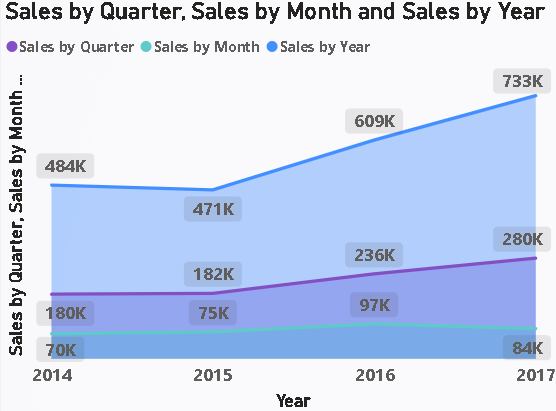 Sales by Quarter, Sales by Month and Sales by Year
Sales by Quarter Sales by Month Sales by Year
Sales by Quarter, Sales by Month ...
733K
609K
484K
471K
280K
236K
182K
180K
97K
75K
70K
84K
2014 2015 2016 2017
Year